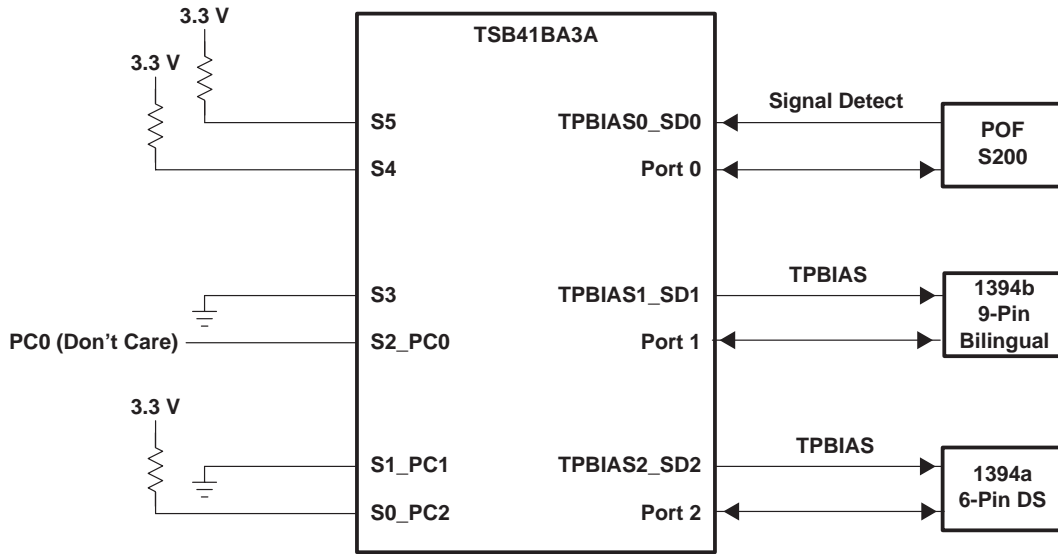 3.3 V
3.3 V
TSB41BA3A
S5
S4
TPBIAS0_SD0
Port 0
Signal Detect
POF
S200
S3
S2_PC0
PC0 (Don't Care)
TPBIAS1_SD1
Port 1
TPBIAS
1394b
9-Pin
Bilingual
3.3 V
S1_PC1
S0_PC2
TPBIAS2_SD2
Port 2
TPBIAS
1394a
6-Pin DS